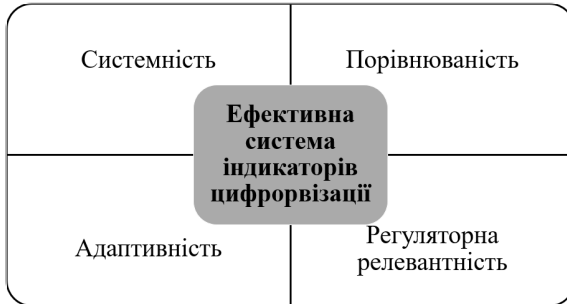 Системність
Порівнюваність
Ефективна
система
індикаторів
цифрорвізації
Адаптивність
Регуляторна
релевантність